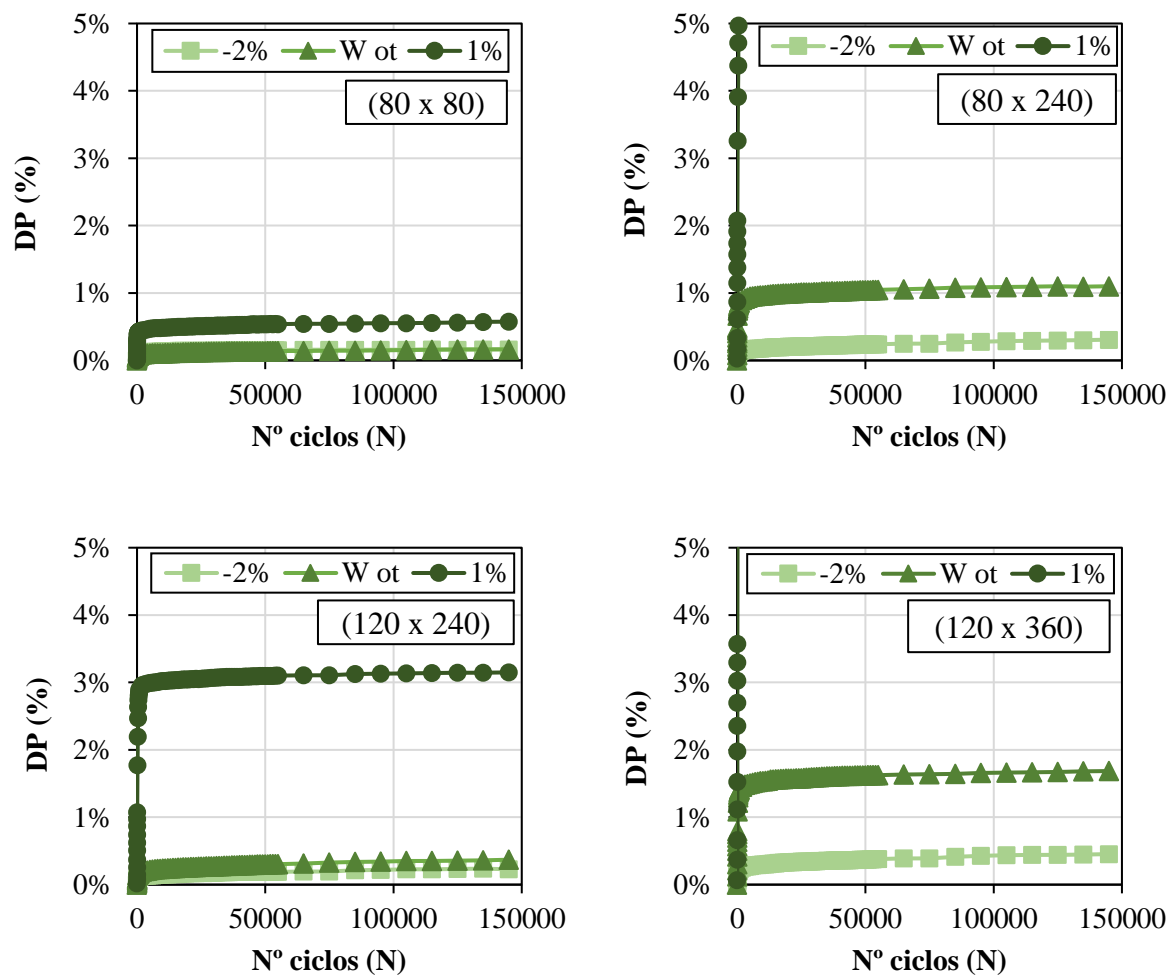 5%
-2% W ot 1%
(80 x 80)
4%
3%
DP (%)
2%
1%
0%
0 50000 100000 150000
Nº ciclos (N)
5%
-2% W ot 1%
(80 x 240)
4%
3%
DP (%)
2%
1%
0%
0 50000 100000 150000
Nº ciclos (N)
5%
-2% W ot 1%
(120 x 240)
4%
3%
DP (%)
2%
1%
0%
0 50000 100000 150000
Nº ciclos (N)
5%
-2% W ot 1%
(120 x 360)
4%
3%
DP (%)
2%
1%
0%
0 50000 100000 150000
Nº ciclos (N)